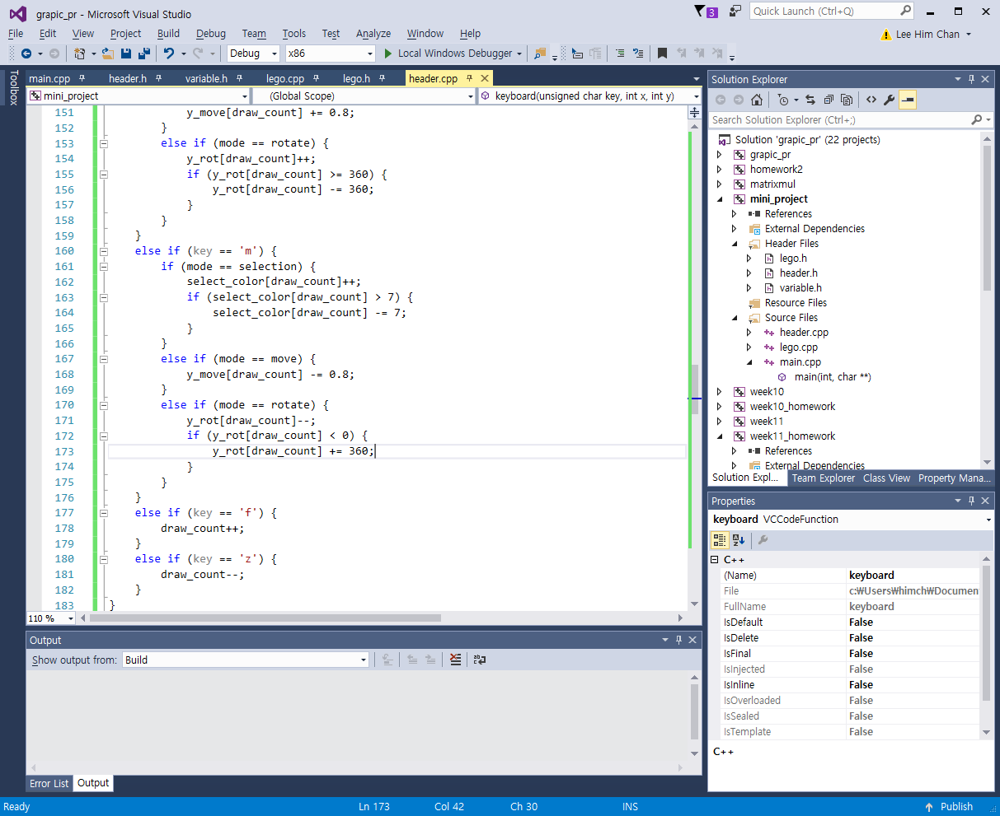 grapic_pr - Microsoft Visual Studio
3
Quick Launch (Ctrl+Q)
File Edit View Project Build Debug Team Tools Test Analyze Window Help
Lee Him Chan
Debug x86 Local Windows Debugger
Toolbox
main.cpp header.h variable.h lego.cpp lego.h header.cpp
mini_project (Global Scope) keyboard(unsigned char key, int x, int y)
151 y_move[draw_count] += 0.8;
152 }
153 else if (mode == rotate) {
154 y_rot[draw_count]++;
155 if (y_rot[draw_count] >= 360) {
156 y_rot[draw_count] -= 360;
157 }
158 }
159 }
160 else if (key == 'm') {
161 if (mode == selection) {
162 select_color[draw_count]++;
163 if (select_color[draw_count] > 7) {
164 select_color[draw_count] -= 7;
165 }
166 }
167 else if (mode == move) {
168 y_move[draw_count] -= 0.8;
169 }
170 else if (mode == rotate) {
171 y_rot[draw_count]--;
172 if (y_rot[draw_count] < 0) {
173 y_rot[draw_count] += 360;
174 }
175 }
176 }
177 else if (key == 'f') {
178 draw_count++;
179 }
180 else if (key == 'z') {
181 draw_count--;
182 }
183 }
110 %
Output
Show output from: Build
Error List Output
Solution Explorer
Search Solution Explorer (Ctrl+;)
Solution 'grapic_pr' (22 projects)
grapic_pr
homework2
matrixmul
mini_project
References
External Dependencies
Header Files
lego.h
header.h
variable.h
Resource Files
Source Files
header.cpp
lego.cpp
main.cpp
main(int, char **)
week10
week10_homework
week11
week11_homework
References
External Dependencies
Solution Expl... Team Explorer Class View Property Mana...
Properties
keyboard VCCodeFunction
C++
(Name) keyboard
File c:₩Users₩himch₩Documen
FullName keyboard
IsDefault False
IsDelete False
IsFinal False
IsInjected False
IsInline False
IsOverloaded False
IsSealed False
IsTemplate False
C++
Ready Ln 173 Col 42 Ch 30 INS Publish